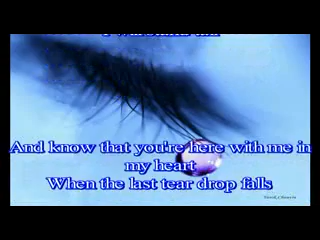 And know that you're here with me in
my heart
When the last tear drop falls